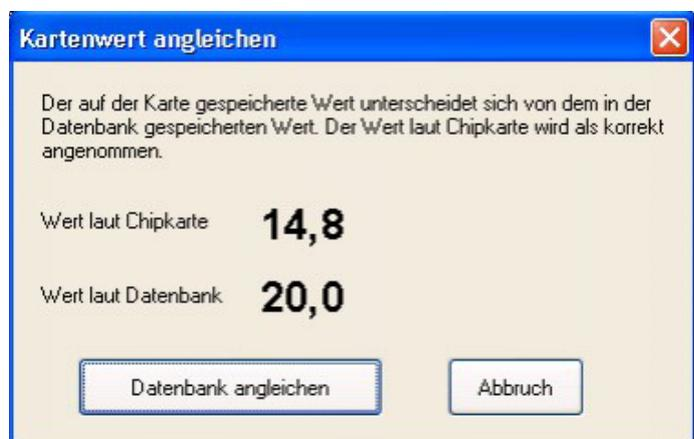 Kartenwert angleichen
Der auf der Karte gespeicherte Wert unterscheidet sich von dem in der
Datenbank gespeicherten Wert. Der Wert laut Chipkarte wird als korrekt
angenommen.
Wert laut Chipkarte 14,8
Wert laut Datenbank 20,0
Datenbank angleichen Abbruch